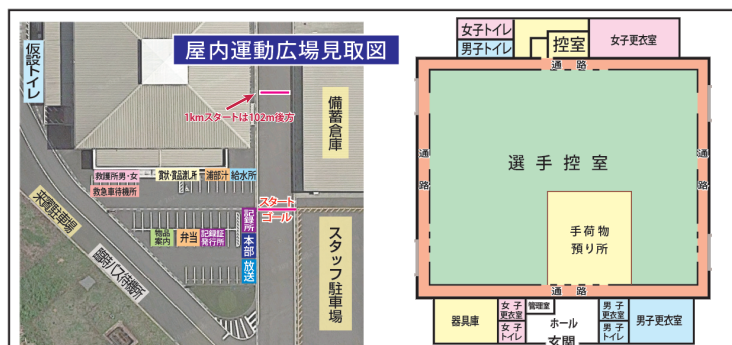 屋内運動広場見取図
仮設トイレ
1kmスタートは102m後方
備蓄倉庫
救護所男・女
賞状・賞品渡し所
浦部汁
給水所
救急車待機所
来賓駐車場
臨時バス待機所
物品
案内
弁当
記録証
発行所
記録所
本部
放送
スタート
ゴール
スタッフ駐車場
女子トイレ
男子トイレ
控室
女子更衣室
通路
通路
選手控室
通路
手荷物
預り所
通路
器具庫
女子
更衣室
女子
トイレ
管理室
ホール
玄関
男子
更衣室
男子
トイレ
男子更衣室